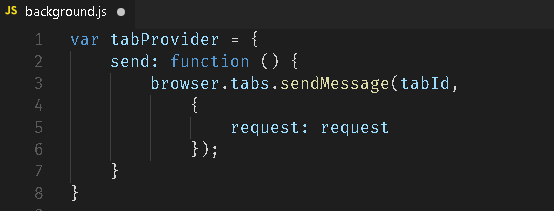 JS background.js
1 var tabProvider = {
2     send: function () {
3         browser.tabs.sendMessage(tabId,
4             {
5                 request: request
6             });
7     }
8 }